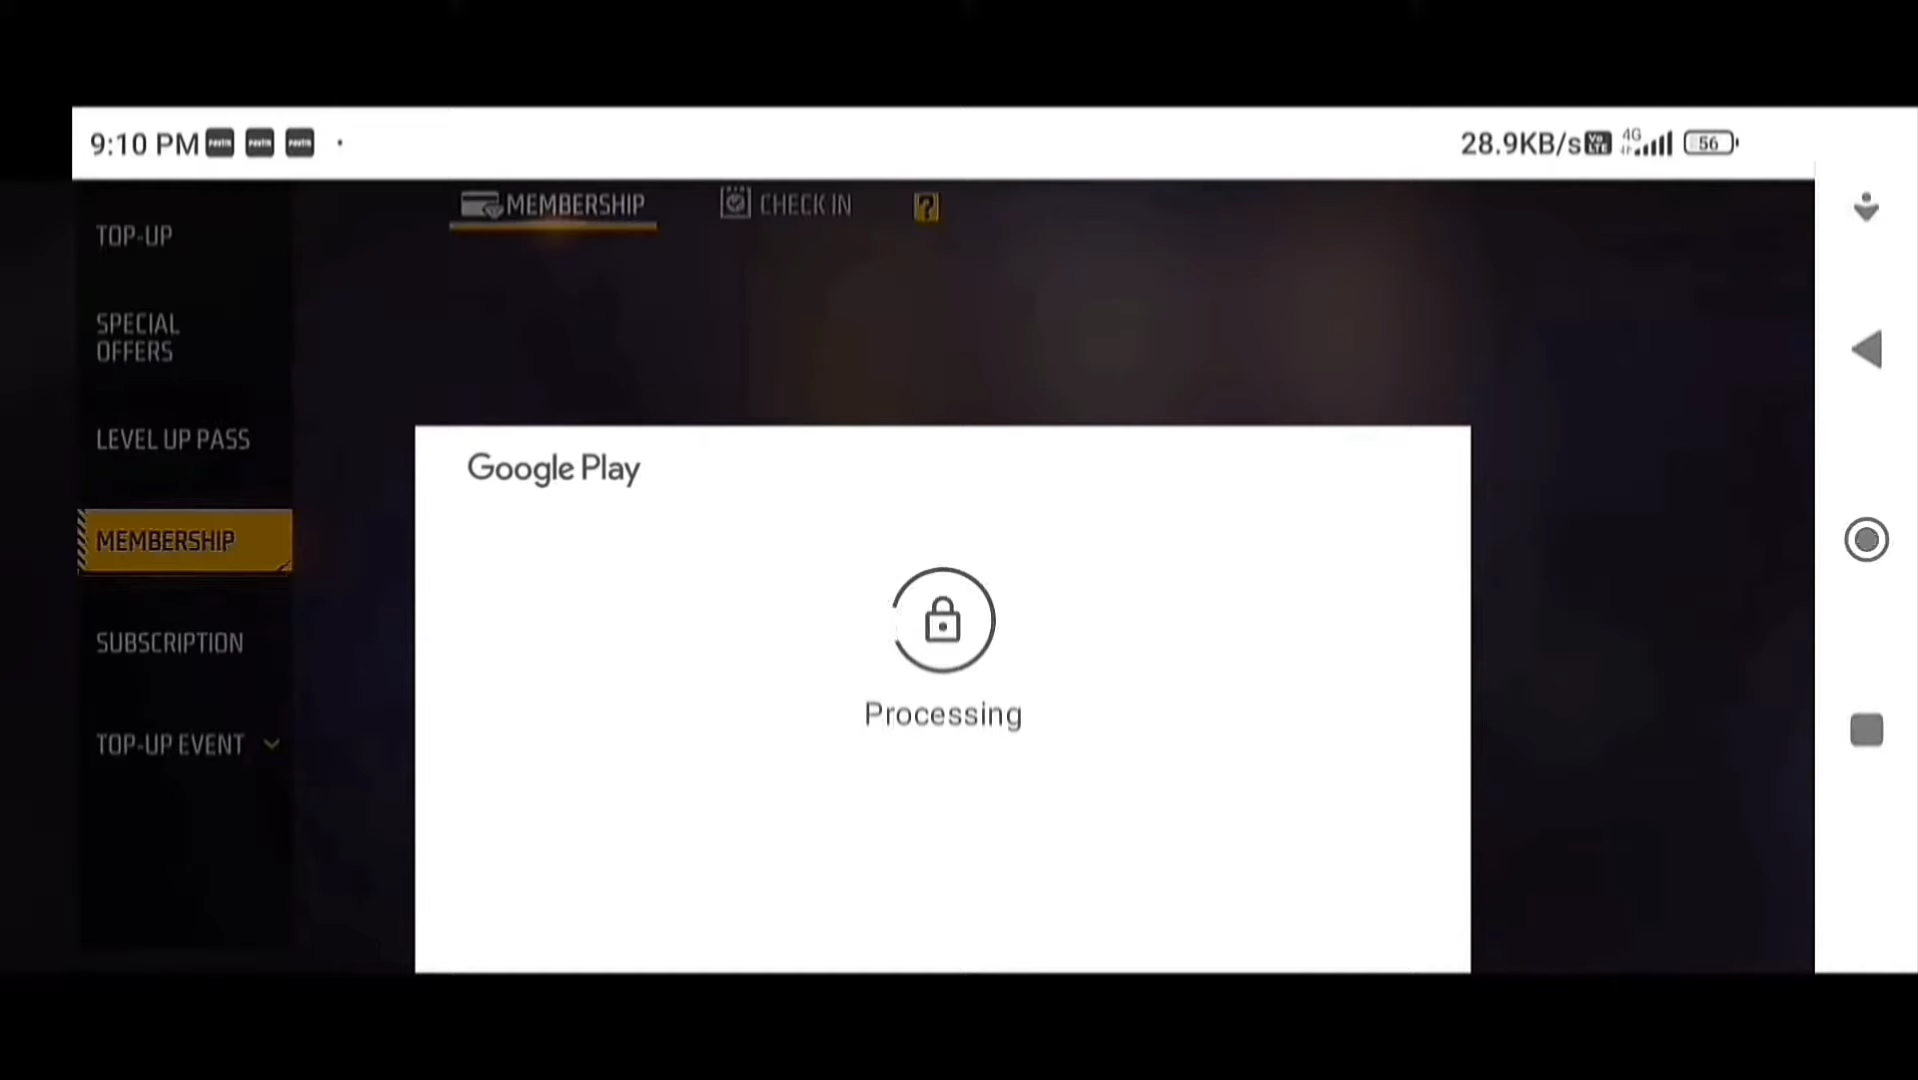 9:10 PM
28.9KB/s
4G
56
MEMBERSHIP
CHECK IN
?
TOP-UP
SPECIAL
OFFERS
LEVEL UP PASS
MEMBERSHIP
SUBSCRIPTION
TOP-UP EVENT
Google Play
Processing